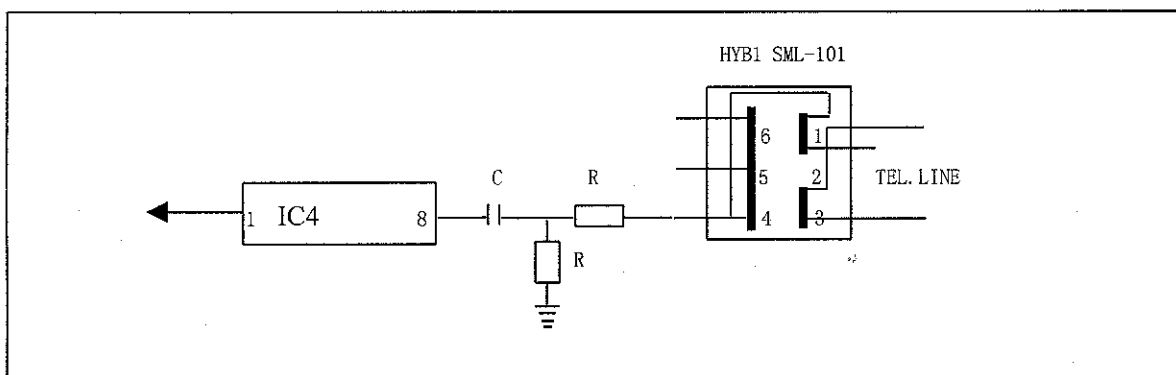 HYB1 SML-101
6 1
C R 5 2 TEL.LINE
1 IC4 8 4 3
R